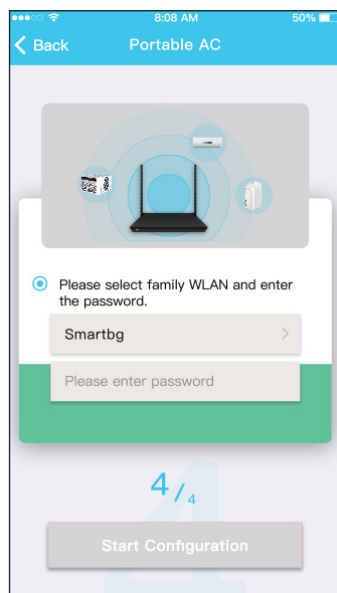 8:08 AM
50%
Back
Portable AC
Please select family WLAN and enter
the password.
Smartbg
Please enter password
4/4
Start Configuration